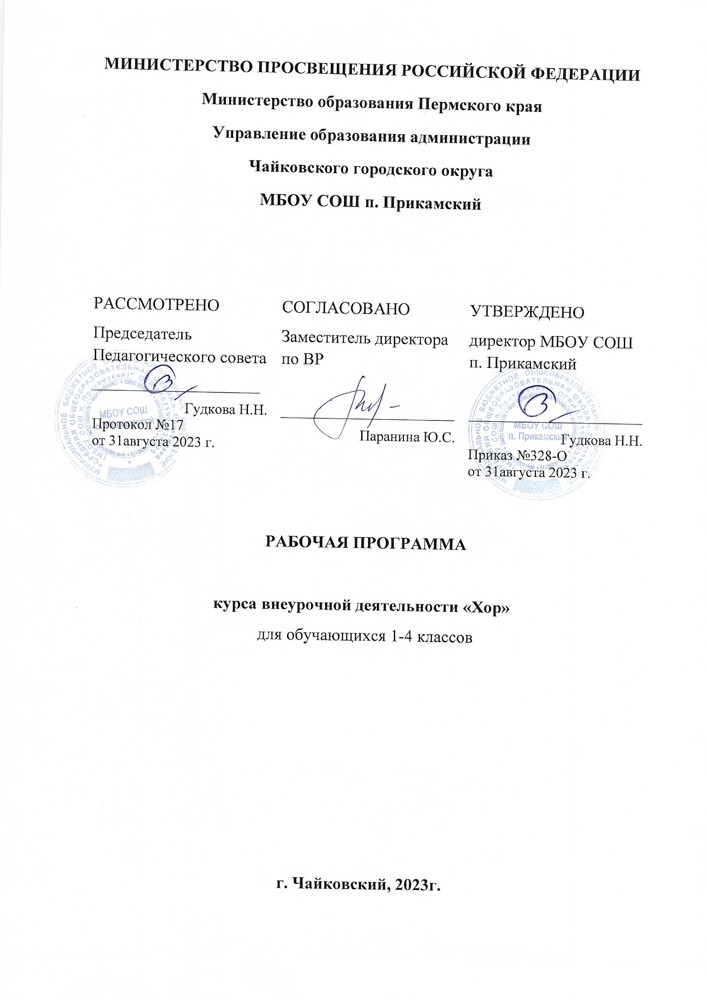 МИНИСТЕРСТВО ПРОСВЕЩЕНИЯ РОССИЙСКОЙ ФЕДЕРАЦИИ
Министерство образования Пермского края
Управление образования администрации
Чайковского городского округа
МБОУ СОШ п. Прикамский
РАССМОТРЕНО
Председатель
Педагогического совета
Гудкова Н.Н.
Протокол №17
от 31августа 2023 г.
МБОУ СОШ
СОГЛАСОВАНО
Заместитель директора
по ВР
Паранина Ю.С.
УТВЕРЖДЕНО
директор МБОУ СОШ
п. Прикамский
Гудкова Н.Н.
Приказ №328-О
от 31августа 2023 г.
МБОУ СОШ
п. Прикамский
РАБОЧАЯ ПРОГРАММА
курса внеурочной деятельности «Хор»
для обучающихся 1-4 классов
г. Чайковский, 2023г.